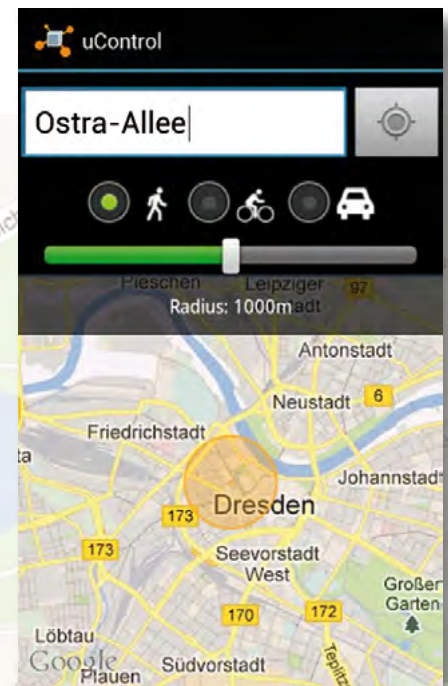 uControl
Ostra-Allee
Pieschen
Leipziger
97
Radius: 1000m
Antonstadt
Neustadt
6
Friedrichstadt
Johannstadt
Dresden
173
173
Seevorstadt
West
Großer
Garten
170
172
Löbtau
Google
Plauen
Südvorstadt